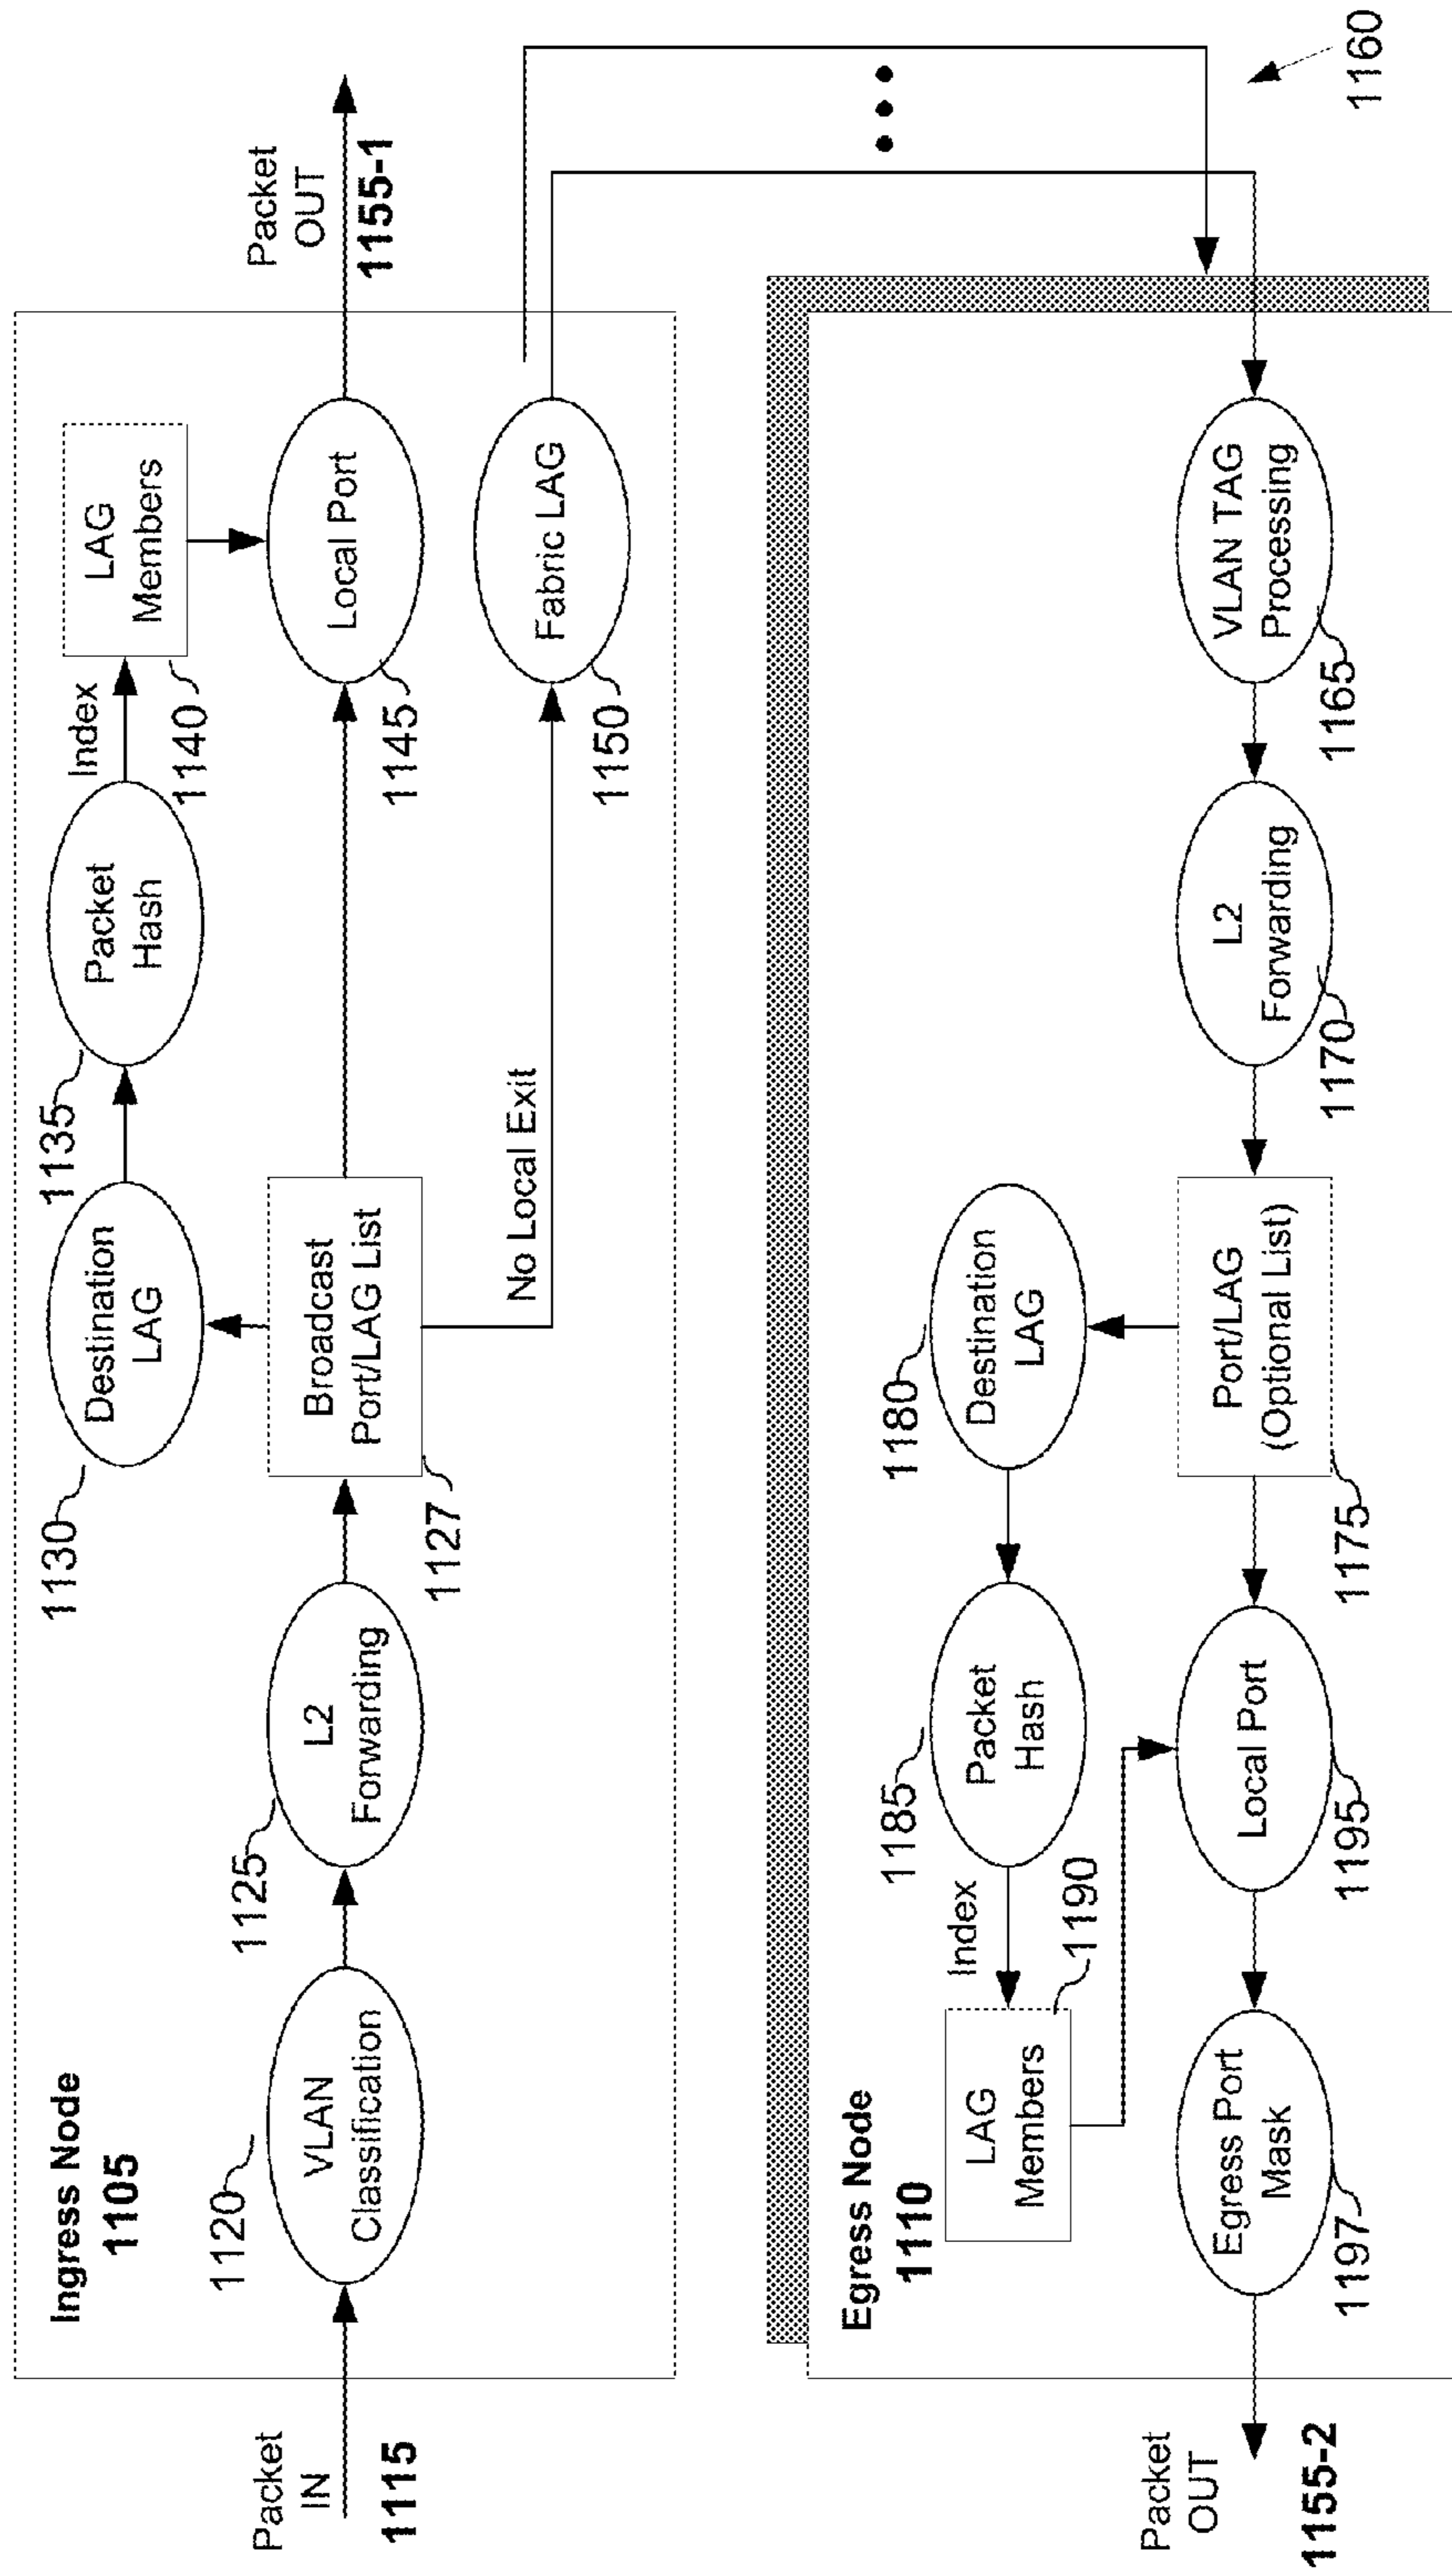 Ingress Node
1105
Packet
IN
1115
1120
VLAN
Classification
1125
L2
Forwarding
1127
Broadcast
Port/LAG List
1130
Destination
LAG
1135
Packet
Hash
Index
1140
LAG
Members
1145
Local Port
No Local Exit
1150
Fabric LAG
Packet
OUT
1155-1
1160
Egress Node
1110
VLAN TAG
Processing
1165
L2
Forwarding
1170
Port/LAG
(Optional List)
1175
1180
Destination
LAG
1185
Packet
Hash
Index
1190
LAG
Members
Local Port
1195
Egress Port
Mask
1197
Packet
OUT
1155-2